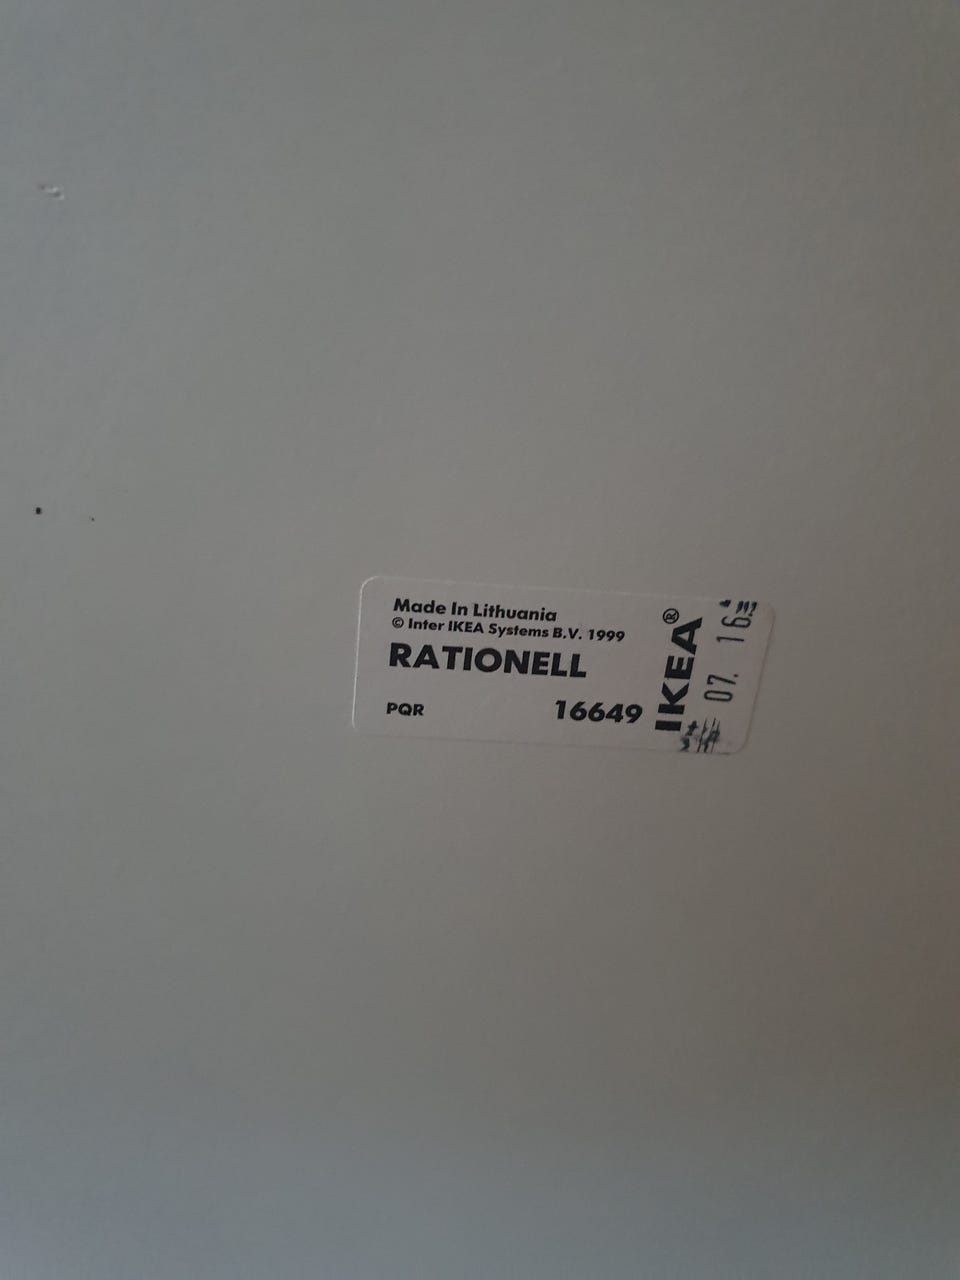 Made In Lithuania
© Inter IKEA Systems B.V. 1999
RATIONELL
PQR 16649
IKEA®
07. 16